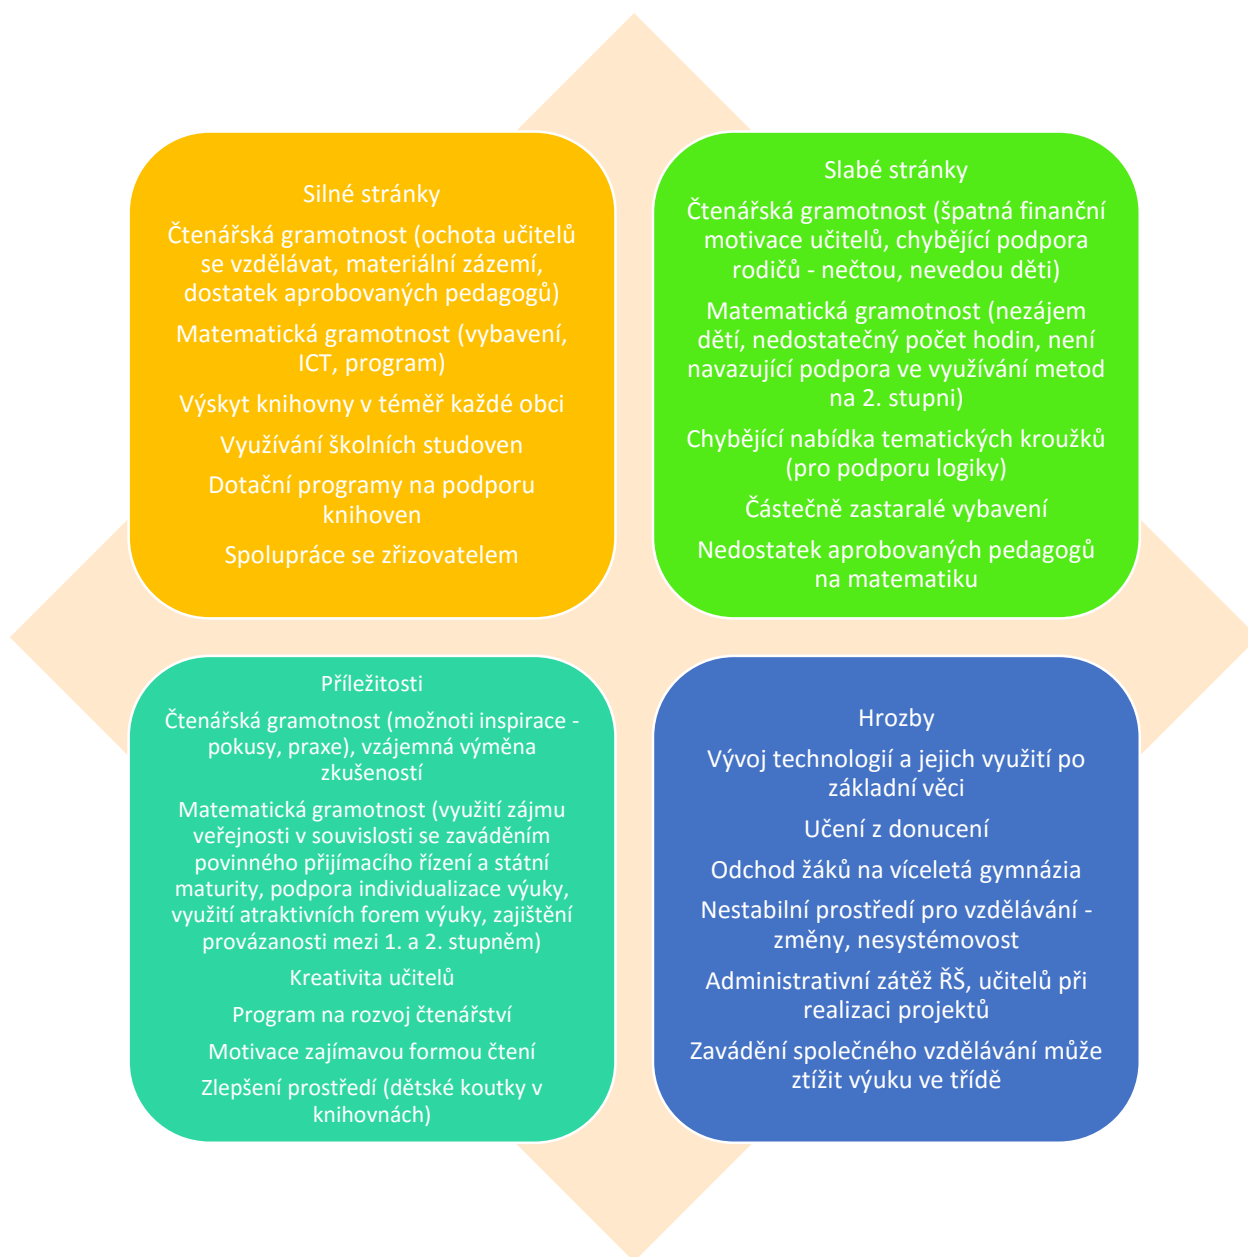 Silné stránky
Čtenářská gramotnost (ochota učitelů
se vzdělávat, materiální zázemí,
dostatek aprobovaných pedagogů)
Matematická gramotnost (vybavení,
ICT, program)
Výskyt knihovny v téměř každé obci
Využívání školních studoven
Dotační programy na podporu
knihoven
Spolupráce se zřizovatelem
Slabé stránky
Čtenářská gramotnost (špatná finanční
motivace učitelů, chybějící podpora
rodičů - nečtou, nevedou děti)
Matematická gramotnost (nezájem
dětí, nedostatečný počet hodin, není
navazující podpora ve využívání metod
na 2. stupni)
Chybějící nabídka tematických kroužků
(pro podporu logiky)
Částečně zastaralé vybavení
Nedostatek aprobovaných pedagogů
na matematiku
Příležitosti
Čtenářská gramotnost (možnoti inspirace -
pokusy, praxe), vzájemná výměna
zkušeností
Matematická gramotnost (využití zájmu
veřejnosti v souvislosti se zaváděním
povinného přijímacího řízení a státní
maturity, podpora individualizace výuky,
využití atraktivních forem výuky, zajištění
provázanosti mezi 1. a 2. stupněm)
Kreativita učitelů
Program na rozvoj čtenářství
Motivace zajímavou formou čtení
Zlepšení prostředí (dětské koutky v
knihovnách)
Hrozby
Vývoj technologií a jejich využití po
základní věci
Učení z donucení
Odchod žáků na víceletá gymnázia
Nestabilní prostředí pro vzdělávání -
změny, nesystémovost
Administrativní zátěž ŘŠ, učitelů při
realizaci projektů
Zavádění společného vzdělávání může
ztížit výuku ve třídě